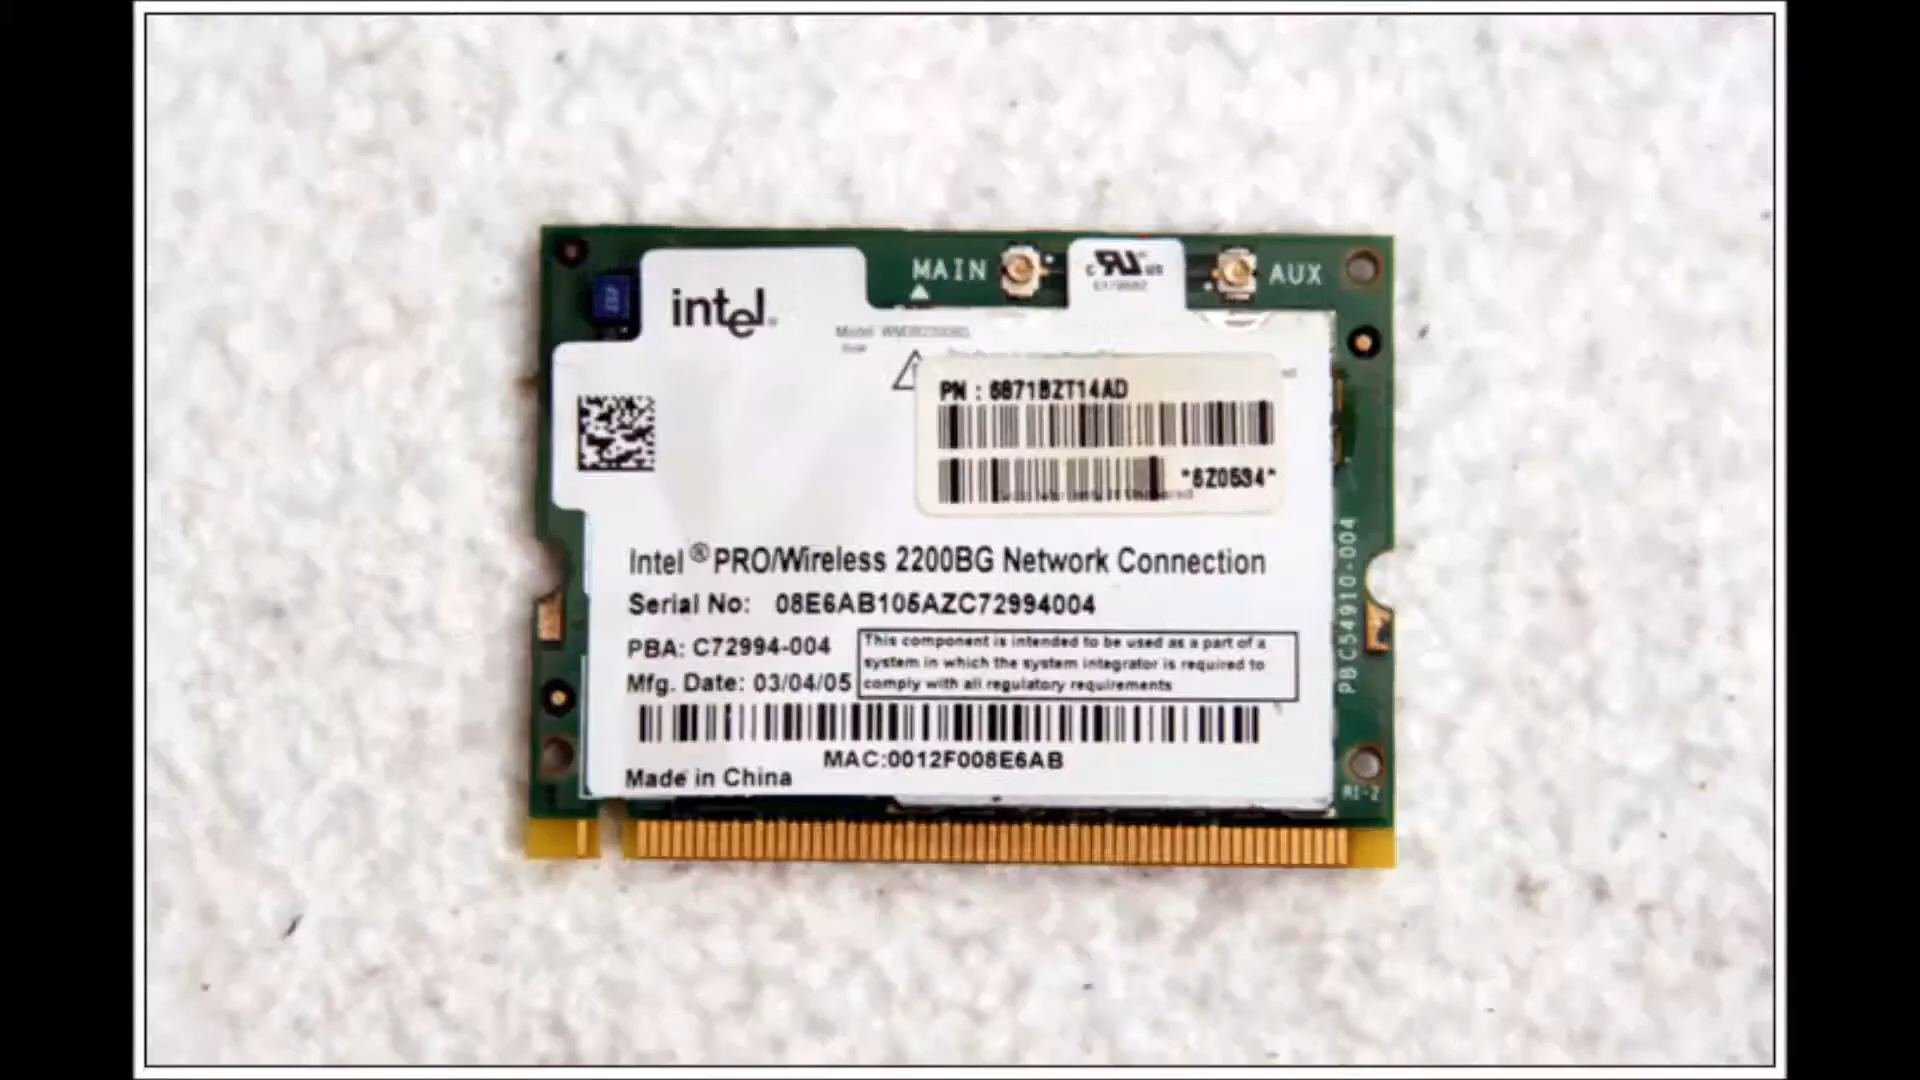 MAIN
AUX
intel
PN : 6871BZT14AD
*6Z0534*
Intel ® PRO/Wireless 2200BG Network Connection
Serial No: 08E6AB105AZC72994004
PBA: C72994-004
This component is intended to be used as a part of a
system in which the system integrator is required to
comply with all regulatory requirements
Mfg. Date: 03/04/05
MAC:0012F008E6AB
Made in China
PBC54910-004